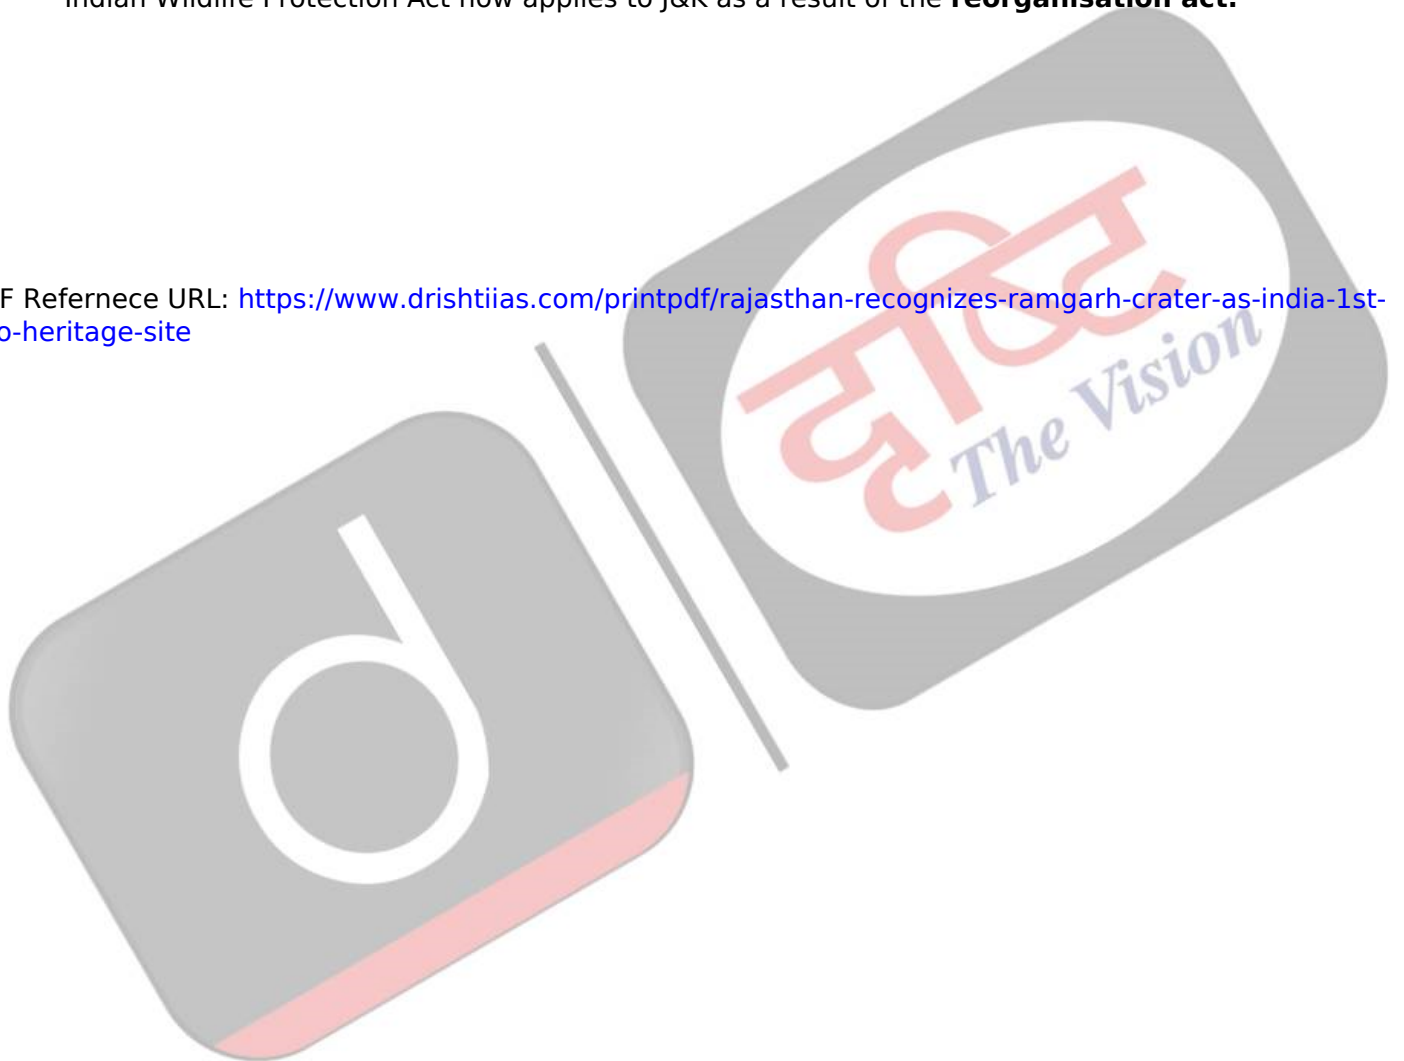 Indian Wildlife Protection Act now applies to J&K as a result of the reorganisation act.
F Refernece URL: https://www.drishtiias.com/printpdf/rajasthan-recognizes-ramgarh-crater-as-india-1st-
o-heritage-site
दृष्टि
The Vision
d